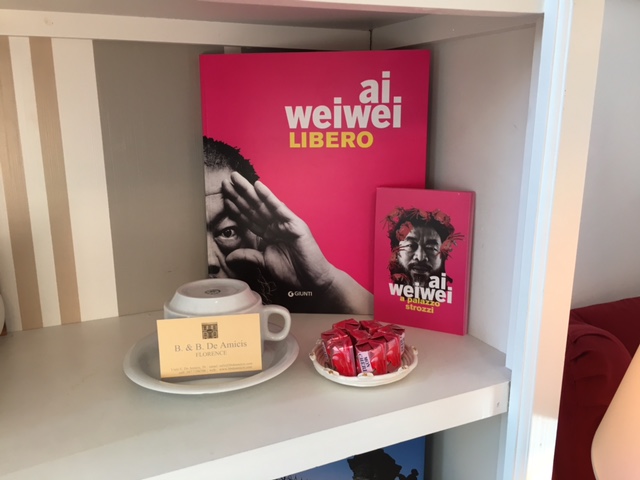 ai
weiwei
LIBERO
GIUNTI
ai
weiwei
a palazzo
strozzi
B. & B. De Amicis
FLORENCE